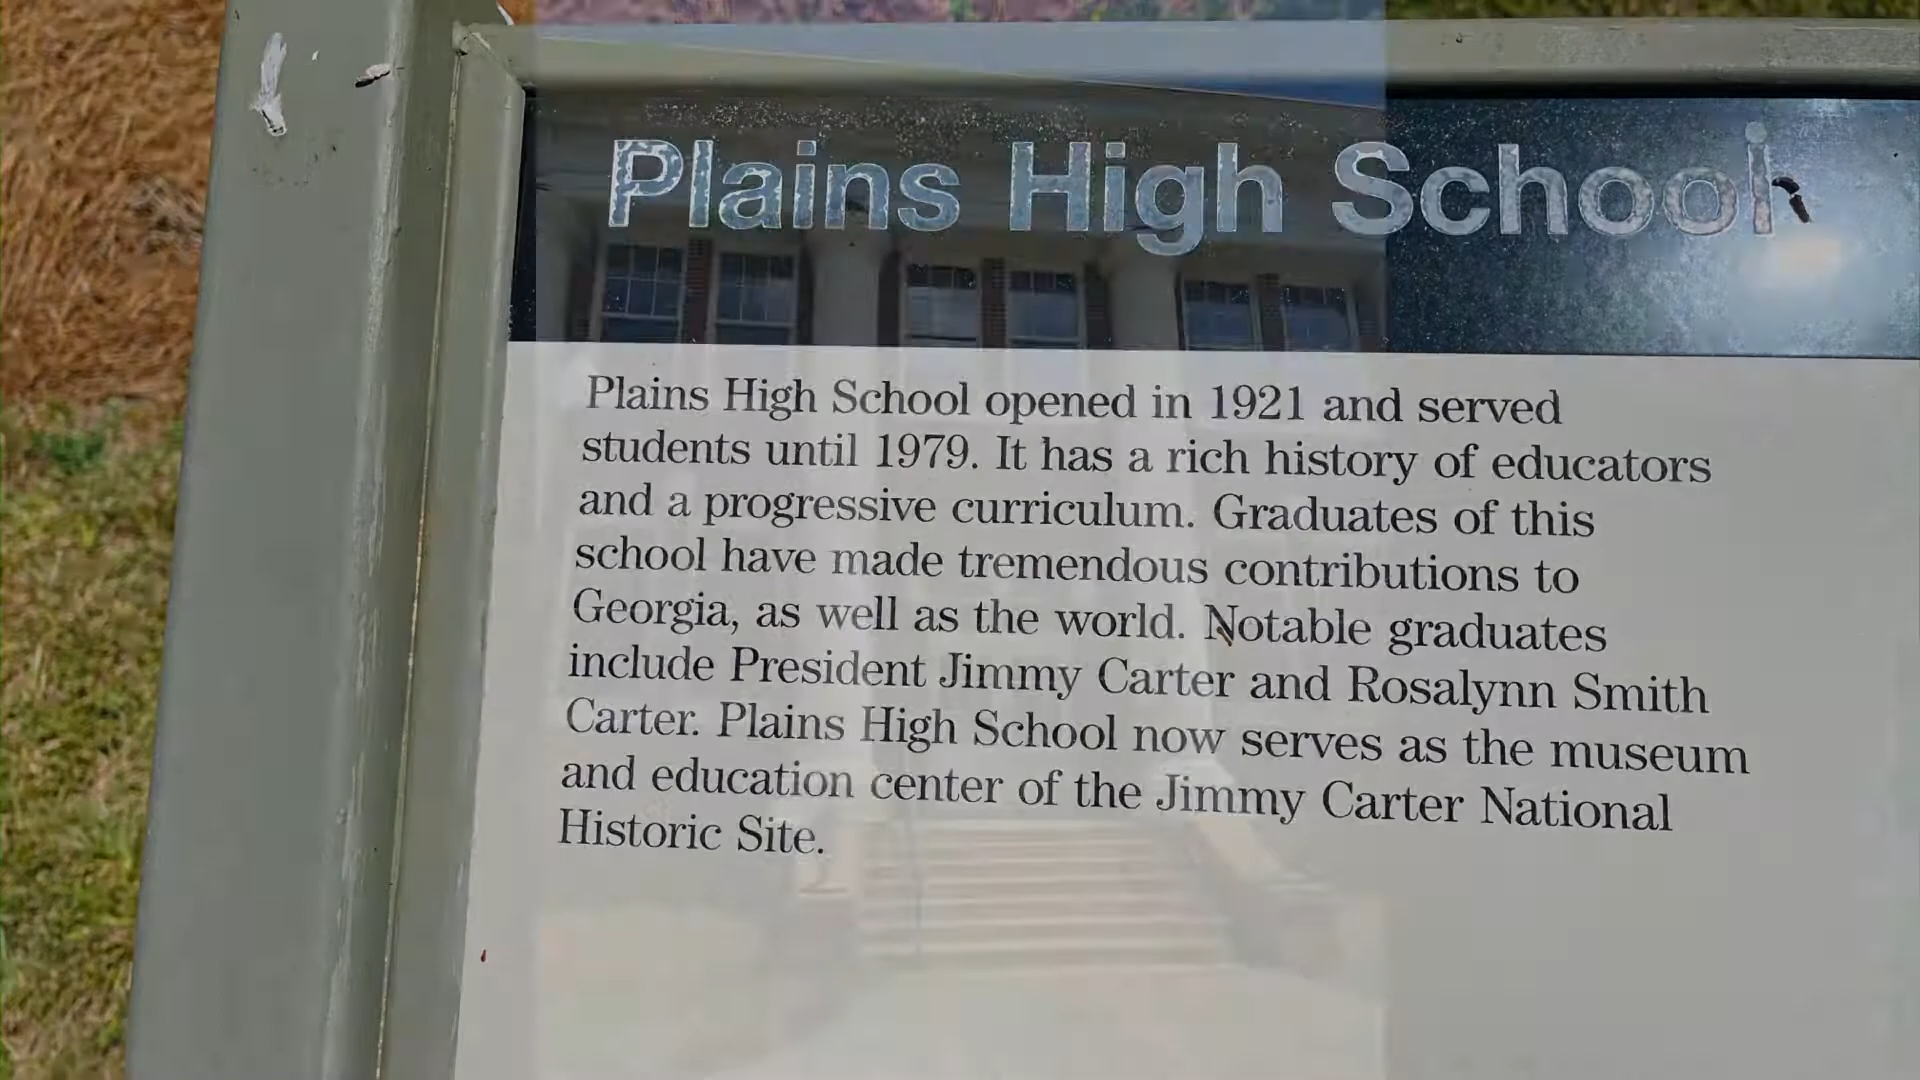 Plains High School
Plains High School opened in 1921 and served
students until 1979. It has a rich history of educators
and a progressive curriculum. Graduates of this
school have made tremendous contributions to
Georgia, as well as the world. Notable graduates
include President Jimmy Carter and Rosalynn Smith
Carter. Plains High School now serves as the museum
and education center of the Jimmy Carter National
Historic Site.